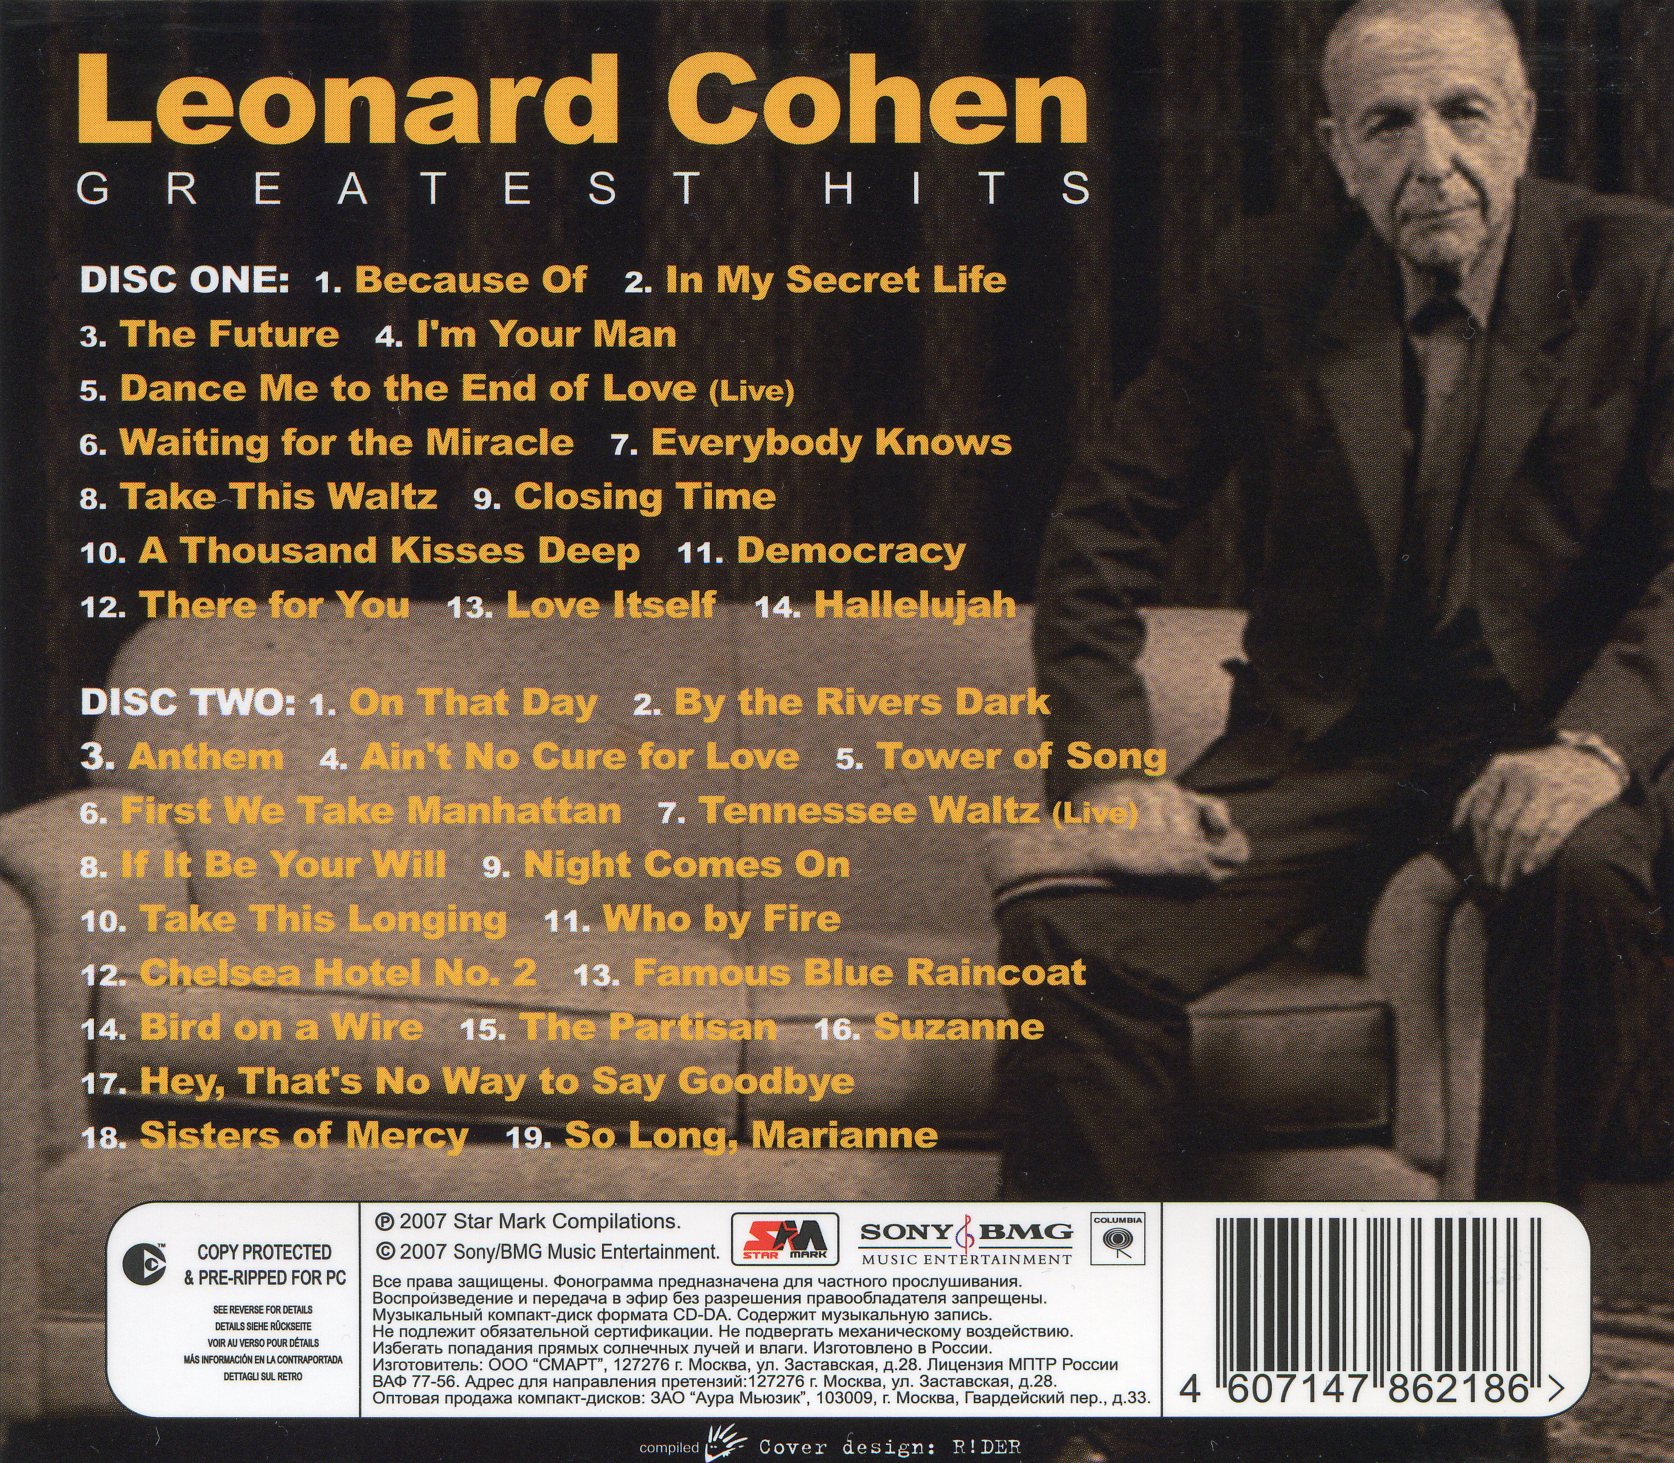 Leonard Cohen
GREATEST HITS
DISC ONE: 1. Because Of 2. In My Secret Life
3. The Future 4. I'm Your Man
5. Dance Me to the End of Love (Live)
6. Waiting for the Miracle 7. Everybody Knows
8. Take This Waltz 9. Closing Time
10. A Thousand Kisses Deep 11. Democracy
12. There for You 13. Love Itself 14. Hallelujah
DISC TWO: 1. On That Day 2. By the Rivers Dark
3. Anthem 4. Ain't No Cure for Love 5. Tower of Song
6. First We Take Manhattan 7. Tennessee Waltz (Live)
8. If It Be Your Will 9. Night Comes On
10. Take This Longing 11. Who by Fire
12. Chelsea Hotel No. 2 13. Famous Blue Raincoat
14. Bird on a Wire 15. The Partisan 16. Suzanne
17. Hey, That's No Way to Say Goodbye
18. Sisters of Mercy 19. So Long, Marianne
C ™
COPY PROTECTED
& PRE-RIPPED FOR PC
SEE REVERSE FOR DETAILS
DETAILS SIEHE RÜCKSEITE
VOIR AU VERSO POUR DÉTAILS
MÁS INFORMACIÓN EN LA CONTRAPORTADA
DETTAGLI SUL RETRO
℗ 2007 Star Mark Compilations.
© 2007 Sony/BMG Music Entertainment.
SM
STAR MARK
SONY BMG
MUSIC ENTERTAINMENT
COLUMBIA
Все права защищены. Фонограмма предназначена для частного прослушивания.
Воспроизведение и передача в эфир без разрешения правообладателя запрещены.
Музыкальный компакт-диск формата CD-DA. Содержит музыкальную запись.
Не подлежит обязательной сертификации. Не подвергать механическому воздействию.
Избегать попадания прямых солнечных лучей и влаги. Изготовлено в России.
Изготовитель: ООО “СМАРТ”, 127276 г. Москва, ул. Заставская, д.28. Лицензия МПТР России
ВАФ 77-56. Адрес для направления претензий:127276 г. Москва, ул. Заставская, д.28.
Оптовая продажа компакт-дисков: ЗАО “Аура Мьюзик”, 103009, г. Москва, Гвардейский пер., д.33.
4 607147 862186 >
compiled Cover design: R!DER